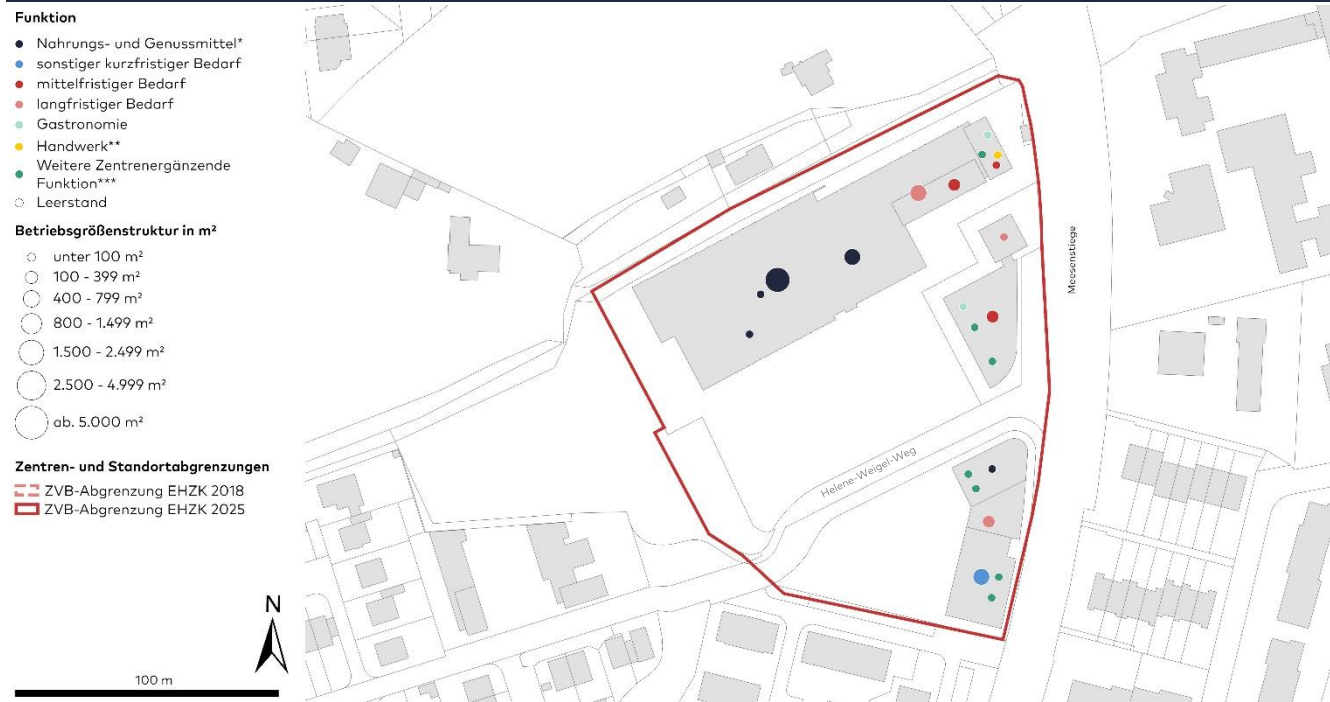 Funktion
Nahrungs- und Genussmittel*
sonstiger kurzfristiger Bedarf
mittelfristiger Bedarf
langfristiger Bedarf
Gastronomie
Handwerk**
Weitere Zentrenergänzende
Funktion***
Leerstand
Betriebsgrößenstruktur in m²
unter 100 m²
100 - 399 m²
400 - 799 m²
800 - 1.499 m²
1.500 - 2.499 m²
2.500 - 4.999 m²
ab. 5.000 m²
Zentren- und Standortabgrenzungen
ZVB-Abgrenzung EHZK 2018
ZVB-Abgrenzung EHZK 2025
N
100 m
Meesenstiege
Helene-Weigel-Weg